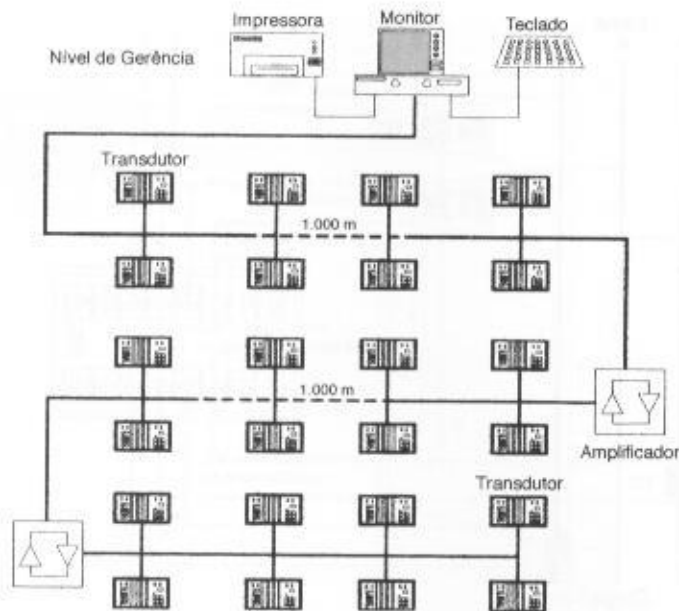 Impressora
Monitor
Teclado
Nível de Gerência
Transdutor
1.000 m
1.000 m
Amplificador
Transdutor